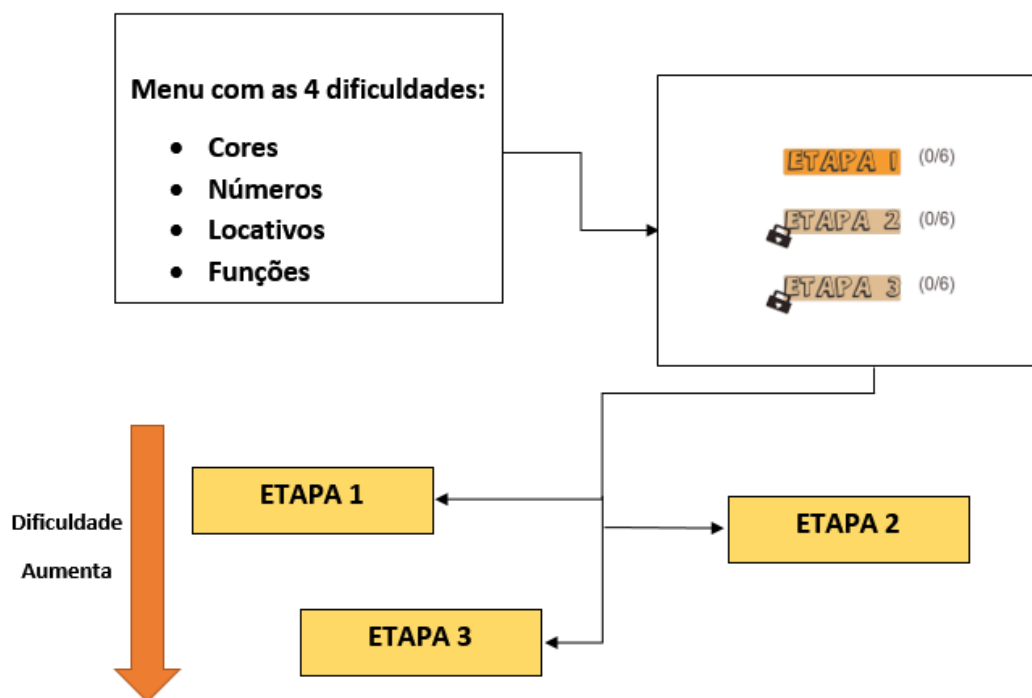 Menu com as 4 dificuldades:
• Cores
• Números
• Locativos
• Funções
ETAPA 1 (0/6)
ETAPA 2 (0/6)
ETAPA 3 (0/6)
Dificuldade
Aumenta
ETAPA 1
ETAPA 2
ETAPA 3